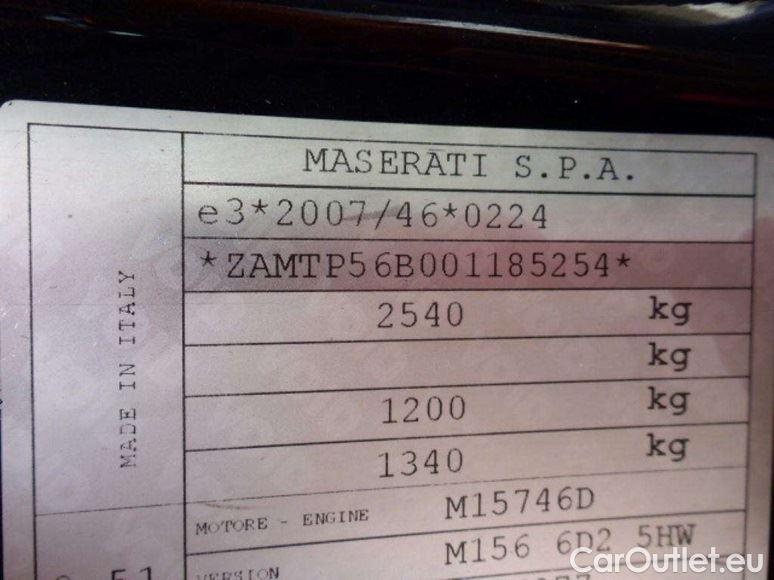 MASERATI S.P.A.
e3*2007/46*0224
*ZAMTP56B001185254*
2540 kg
kg
1200 kg
1340 kg
MADE IN ITALY
MOTORE - ENGINE M15746D
VERSION M156 6D2 5HW
51
CarOutlet.eu